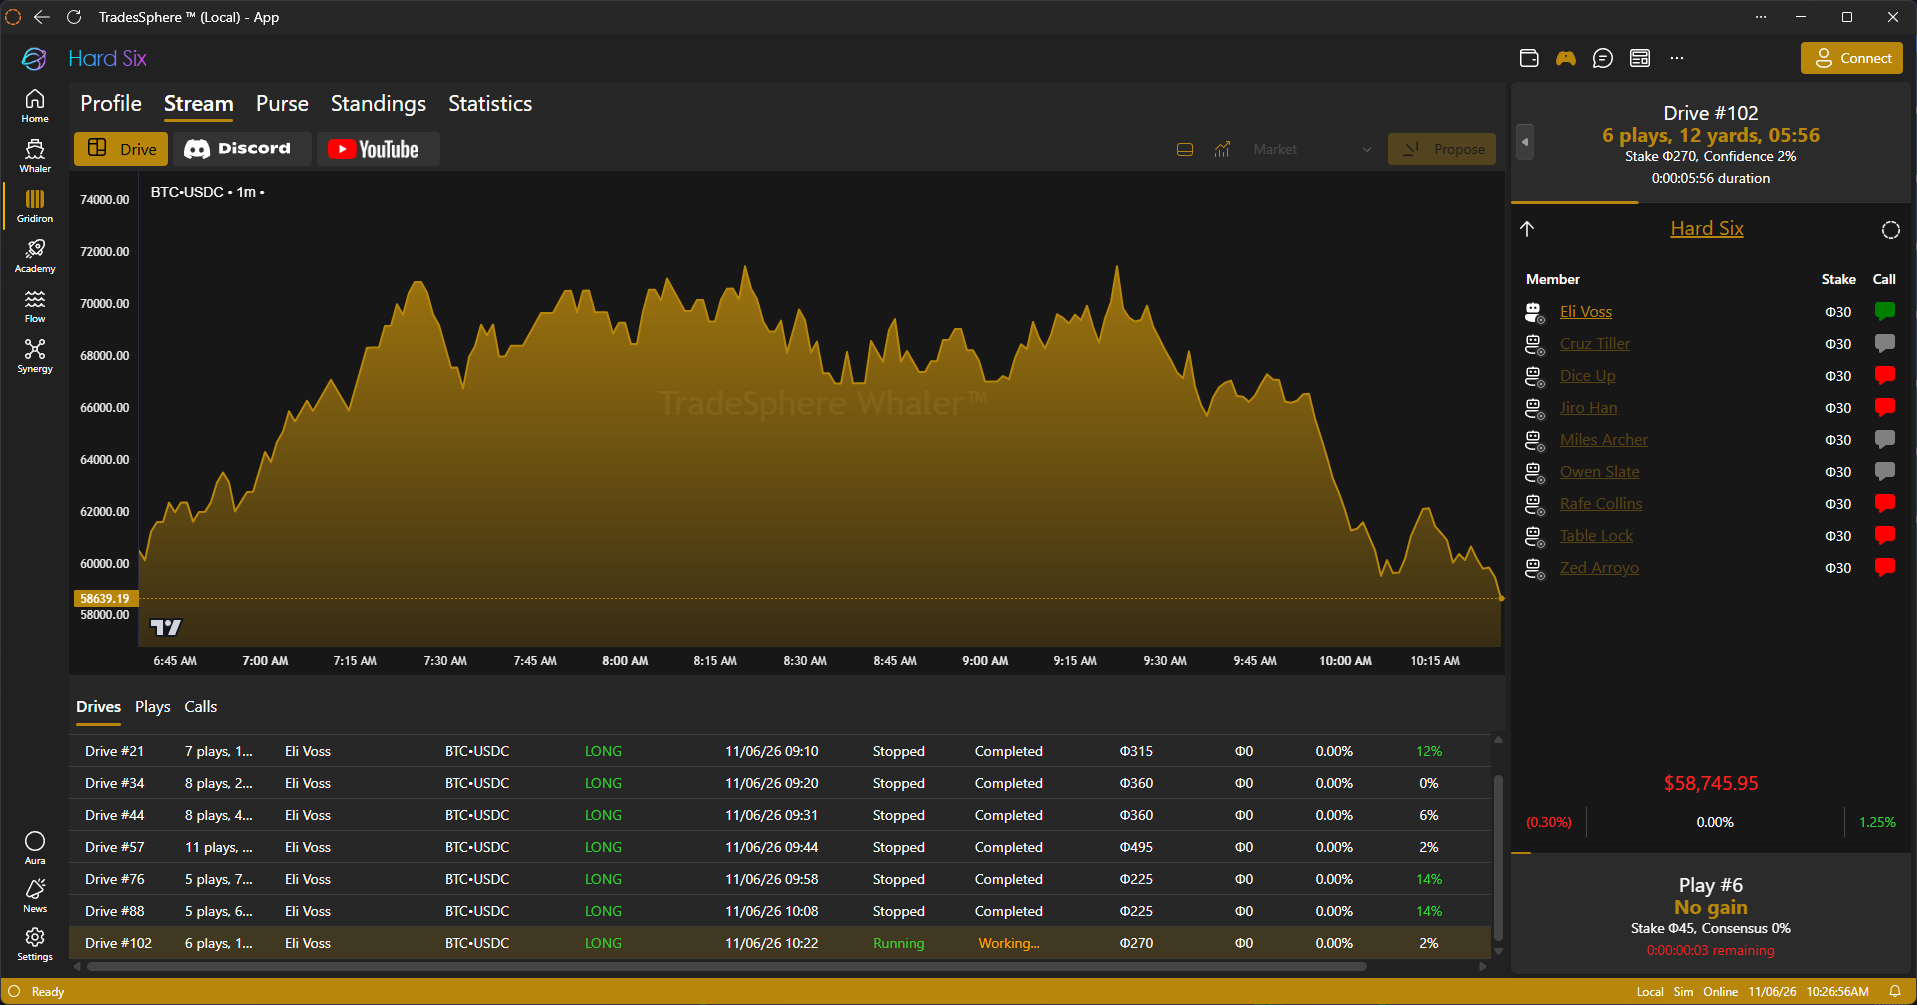 TradesSphere ™ (Local) - App
Hard Six
Connect
Home
Whaler
Gridiron
Academy
Flow
Synergy
Aura
News
Settings
Profile Stream Purse Standings Statistics
Drive Discord YouTube Market Propose
BTC•USDC • 1m •
74000.00
72000.00
70000.00
68000.00
66000.00
64000.00
62000.00
60000.00
58639.19
58000.00
TradeSphere Whaler™
6:45 AM 7:00 AM 7:15 AM 7:30 AM 7:45 AM 8:00 AM 8:15 AM 8:30 AM 8:45 AM 9:00 AM 9:15 AM 9:30 AM 9:45 AM 10:00 AM 10:15 AM
Drives Plays Calls
Drive #21 7 plays, 1... Eli Voss BTC•USDC LONG 11/06/26 09:10 Stopped Completed Φ315 Φ0 0.00% 12%
Drive #34 8 plays, 2... Eli Voss BTC•USDC LONG 11/06/26 09:20 Stopped Completed Φ360 Φ0 0.00% 0%
Drive #44 8 plays, 4... Eli Voss BTC•USDC LONG 11/06/26 09:31 Stopped Completed Φ360 Φ0 0.00% 6%
Drive #57 11 plays, ... Eli Voss BTC•USDC LONG 11/06/26 09:44 Stopped Completed Φ495 Φ0 0.00% 2%
Drive #76 5 plays, 7... Eli Voss BTC•USDC LONG 11/06/26 09:58 Stopped Completed Φ225 Φ0 0.00% 14%
Drive #88 5 plays, 6... Eli Voss BTC•USDC LONG 11/06/26 10:08 Stopped Completed Φ225 Φ0 0.00% 14%
Drive #102 6 plays, 1... Eli Voss BTC•USDC LONG 11/06/26 10:22 Running Working... Φ270 Φ0 0.00% 2%
Drive #102
6 plays, 12 yards, 05:56
Stake Φ270, Confidence 2%
0:00:05:56 duration
Hard Six
Member Stake Call
Eli Voss Φ30
Cruz Tiller Φ30
Dice Up Φ30
Jiro Han Φ30
Miles Archer Φ30
Owen Slate Φ30
Rafe Collins Φ30
Table Lock Φ30
Zed Arroyo Φ30
$58,745.95
(0.30%) 0.00% 1.25%
Play #6
No gain
Stake Φ45, Consensus 0%
0:00:00:03 remaining
Ready Local Sim Online 11/06/26 10:26:56AM